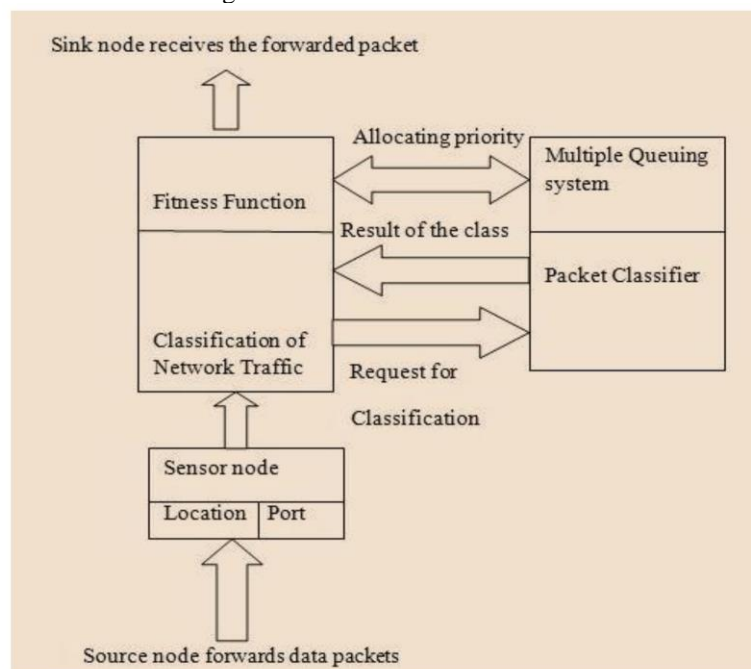 Sink node receives the forwarded packet
Allocating priority
Multiple Queuing
system
Fitness Function
Result of the class
Packet Classifier
Classification of
Network Traffic
Request for
Classification
Sensor node
Location
Port
Source node forwards data packets